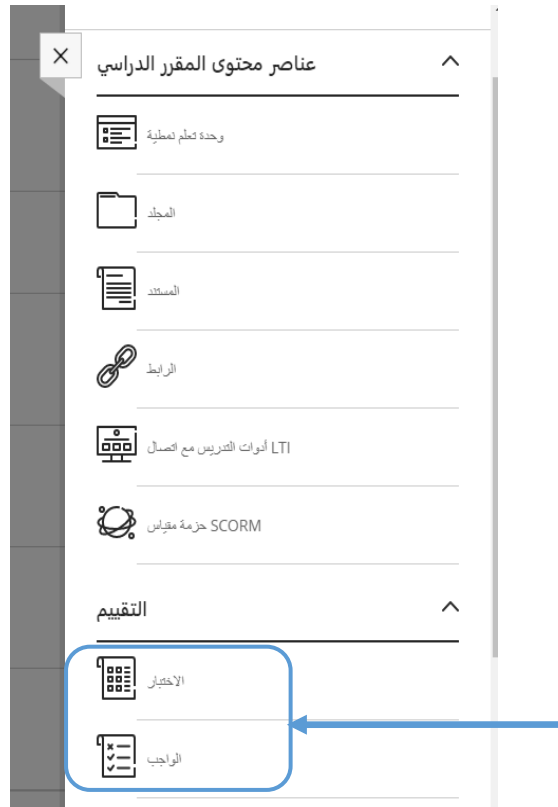 عناصر محتوى المقرر الدراسي
وحدة تعلم نمطية
المجلد
المستند
الرابط
LTI أدوات التدريس مع اتصال
SCORM حزمة مقياس
التقييم
الاختبار
الواجب